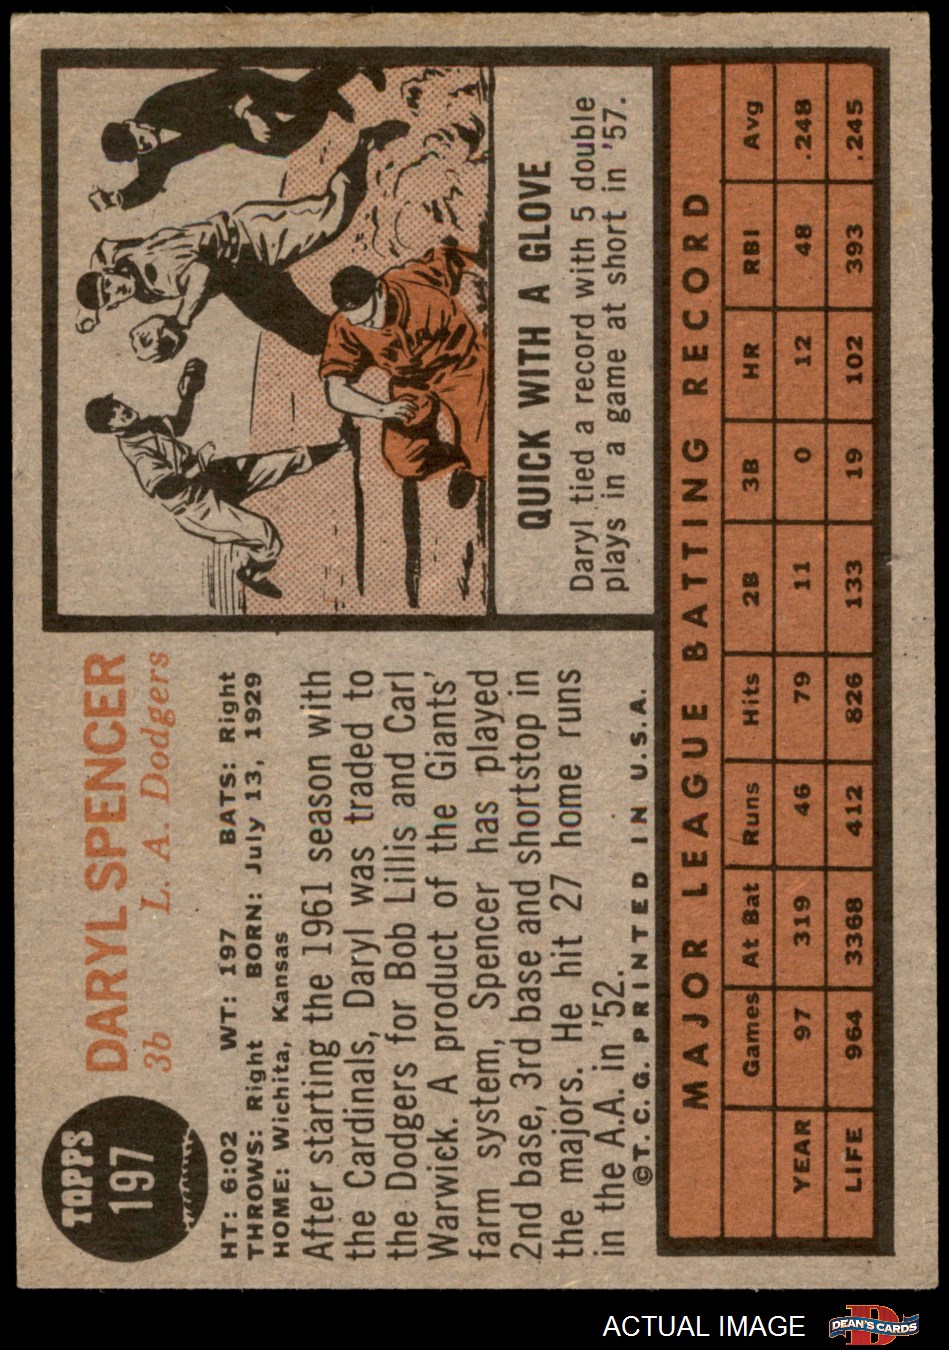 TOPPS
197
DARYL SPENCER
3b L. A. Dodgers
HT: 6:02 WT: 197 BATS: Right
THROWS: Right BORN: July 13, 1929
HOME: Wichita, Kansas
After starting the 1961 season with
the Cardinals, Daryl was traded to
the Dodgers for Bob Lillis and Carl
Warwick. A product of the Giants'
farm system, Spencer has played
2nd base, 3rd base and shortstop in
the majors. He hit 27 home runs
in the A.A. in '52.
©T. C. G. PRINTED IN U.S.A.
QUICK WITH A GLOVE
Daryl tied a record with 5 double
plays in a game at short in '57.
MAJOR LEAGUE BATTING RECORD
Games At Bat Runs Hits 2B 3B HR RBI Avg
YEAR 97 319 46 79 11 0 12 48 .248
LIFE 964 3368 412 826 133 19 102 393 .245
ACTUAL IMAGE
DEAN'S CARDS